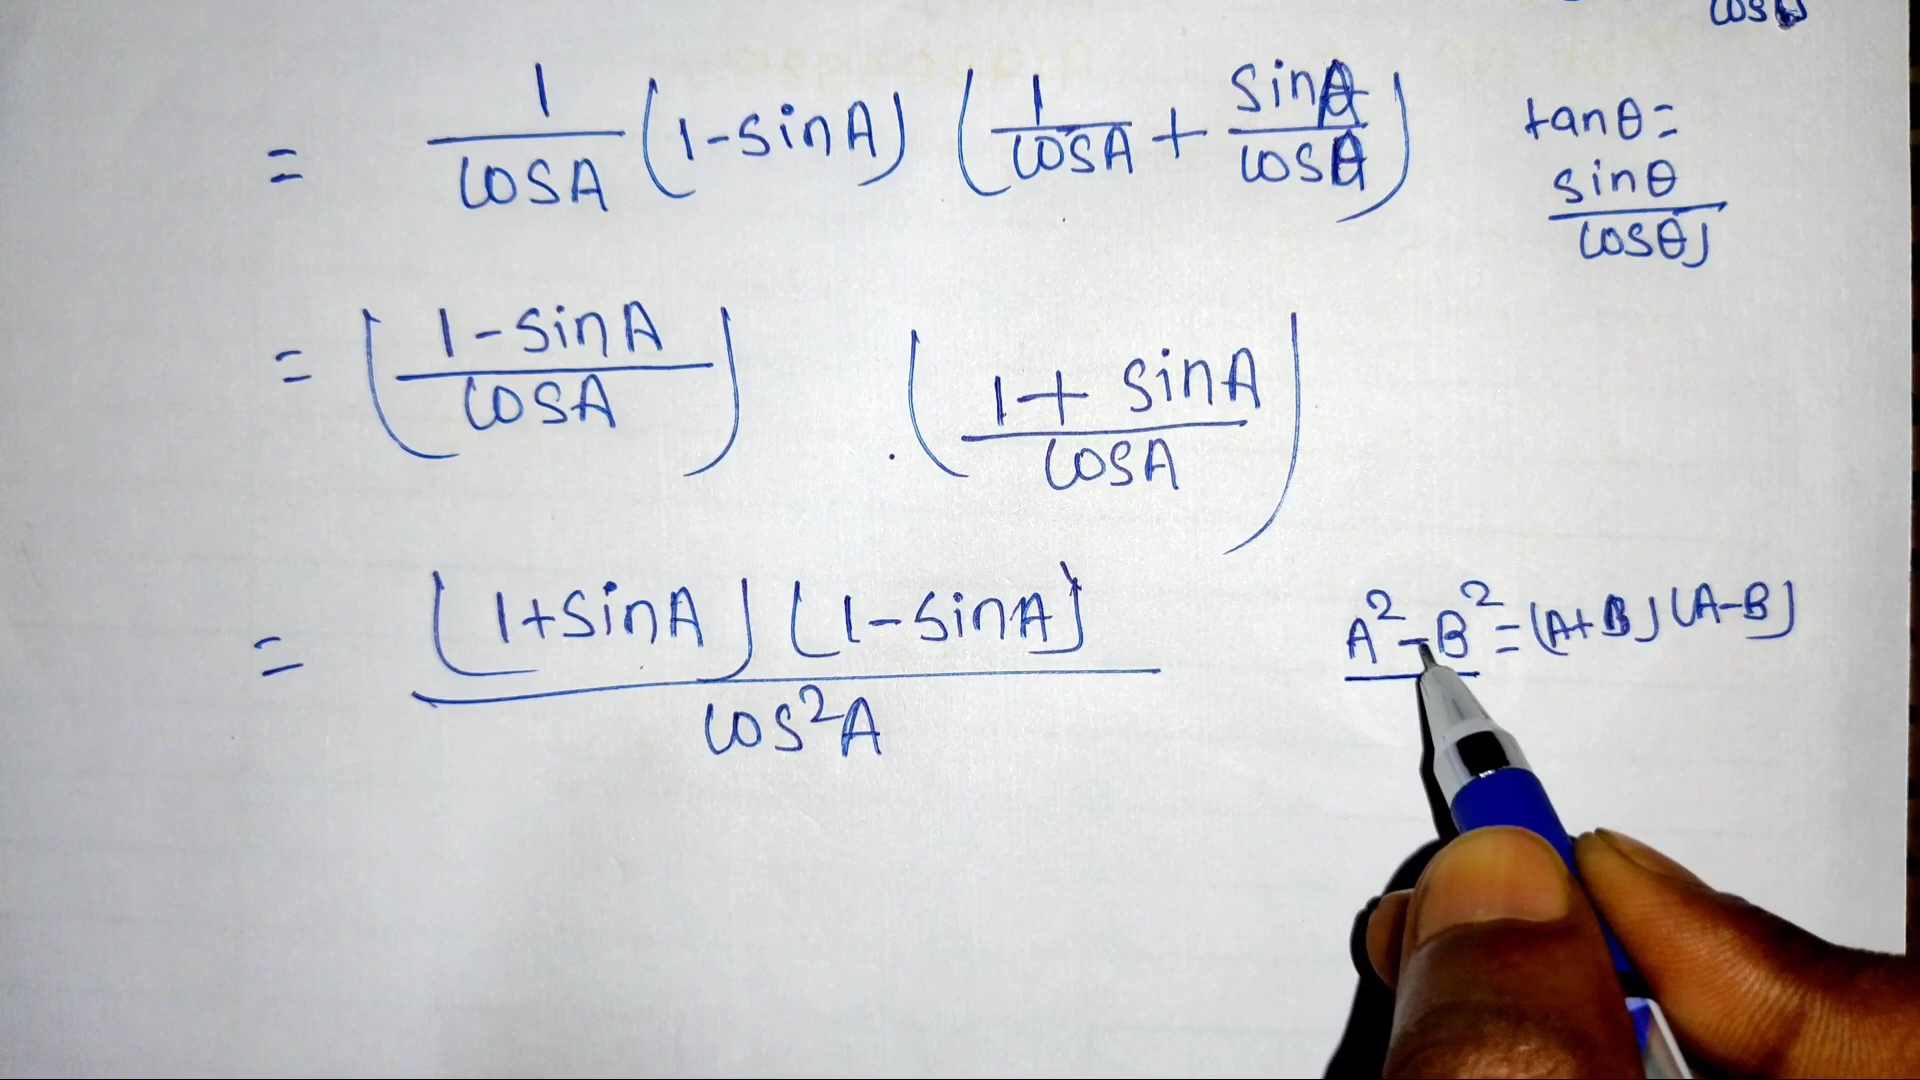 cosθ
= 1/cosA (1-sinA) (1/cosA + sinA/cosA)
tanθ =
sinθ/cosθ)
= (1-sinA/cosA) . (1+sinA/cosA)
= (1+sinA)(1-sinA)/cos²A
A²-B²=(A+B)(A-B)